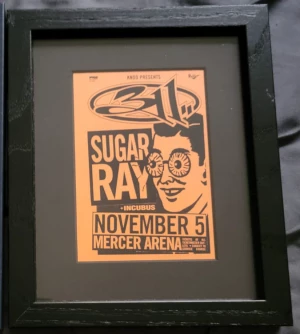 PRESENTS
311
SUGAR
RAY
+INCUBUS
NOVEMBER 5
MERCER ARENA